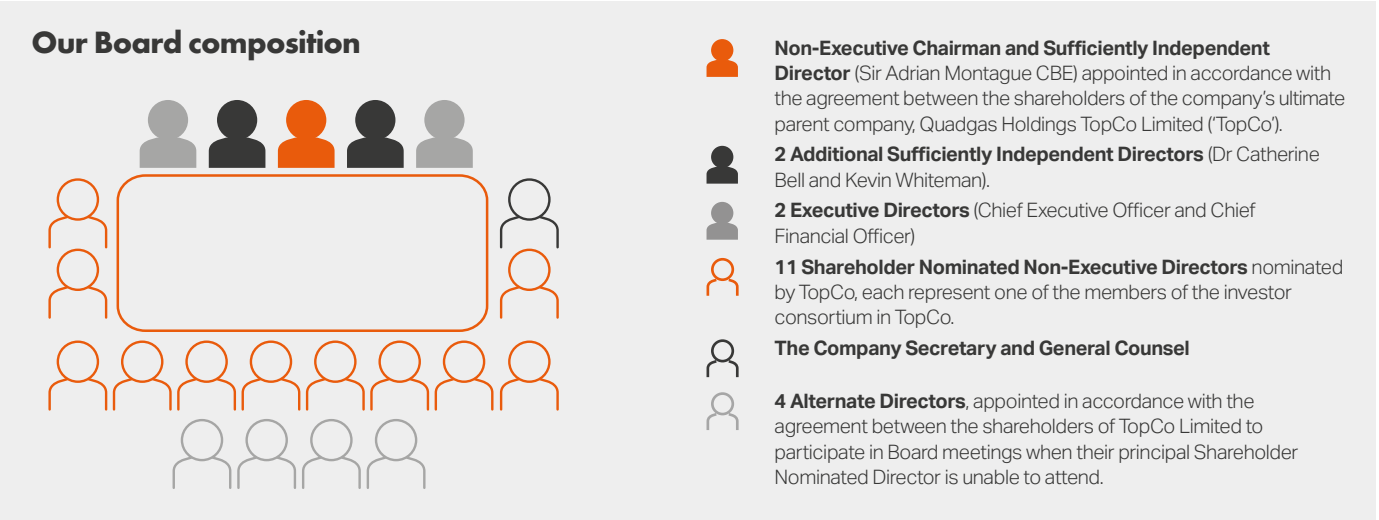 Our Board composition
Non-Executive Chairman and Sufficiently Independent
Director (Sir Adrian Montague CBE) appointed in accordance with
the agreement between the shareholders of the company’s ultimate
parent company, Quadgas Holdings TopCo Limited (‘TopCo’).
2 Additional Sufficiently Independent Directors (Dr Catherine
Bell and Kevin Whiteman).
2 Executive Directors (Chief Executive Officer and Chief
Financial Officer)
11 Shareholder Nominated Non-Executive Directors nominated
by TopCo, each represent one of the members of the investor
consortium in TopCo.
The Company Secretary and General Counsel
4 Alternate Directors, appointed in accordance with the
agreement between the shareholders of TopCo Limited to
participate in Board meetings when their principal Shareholder
Nominated Director is unable to attend.